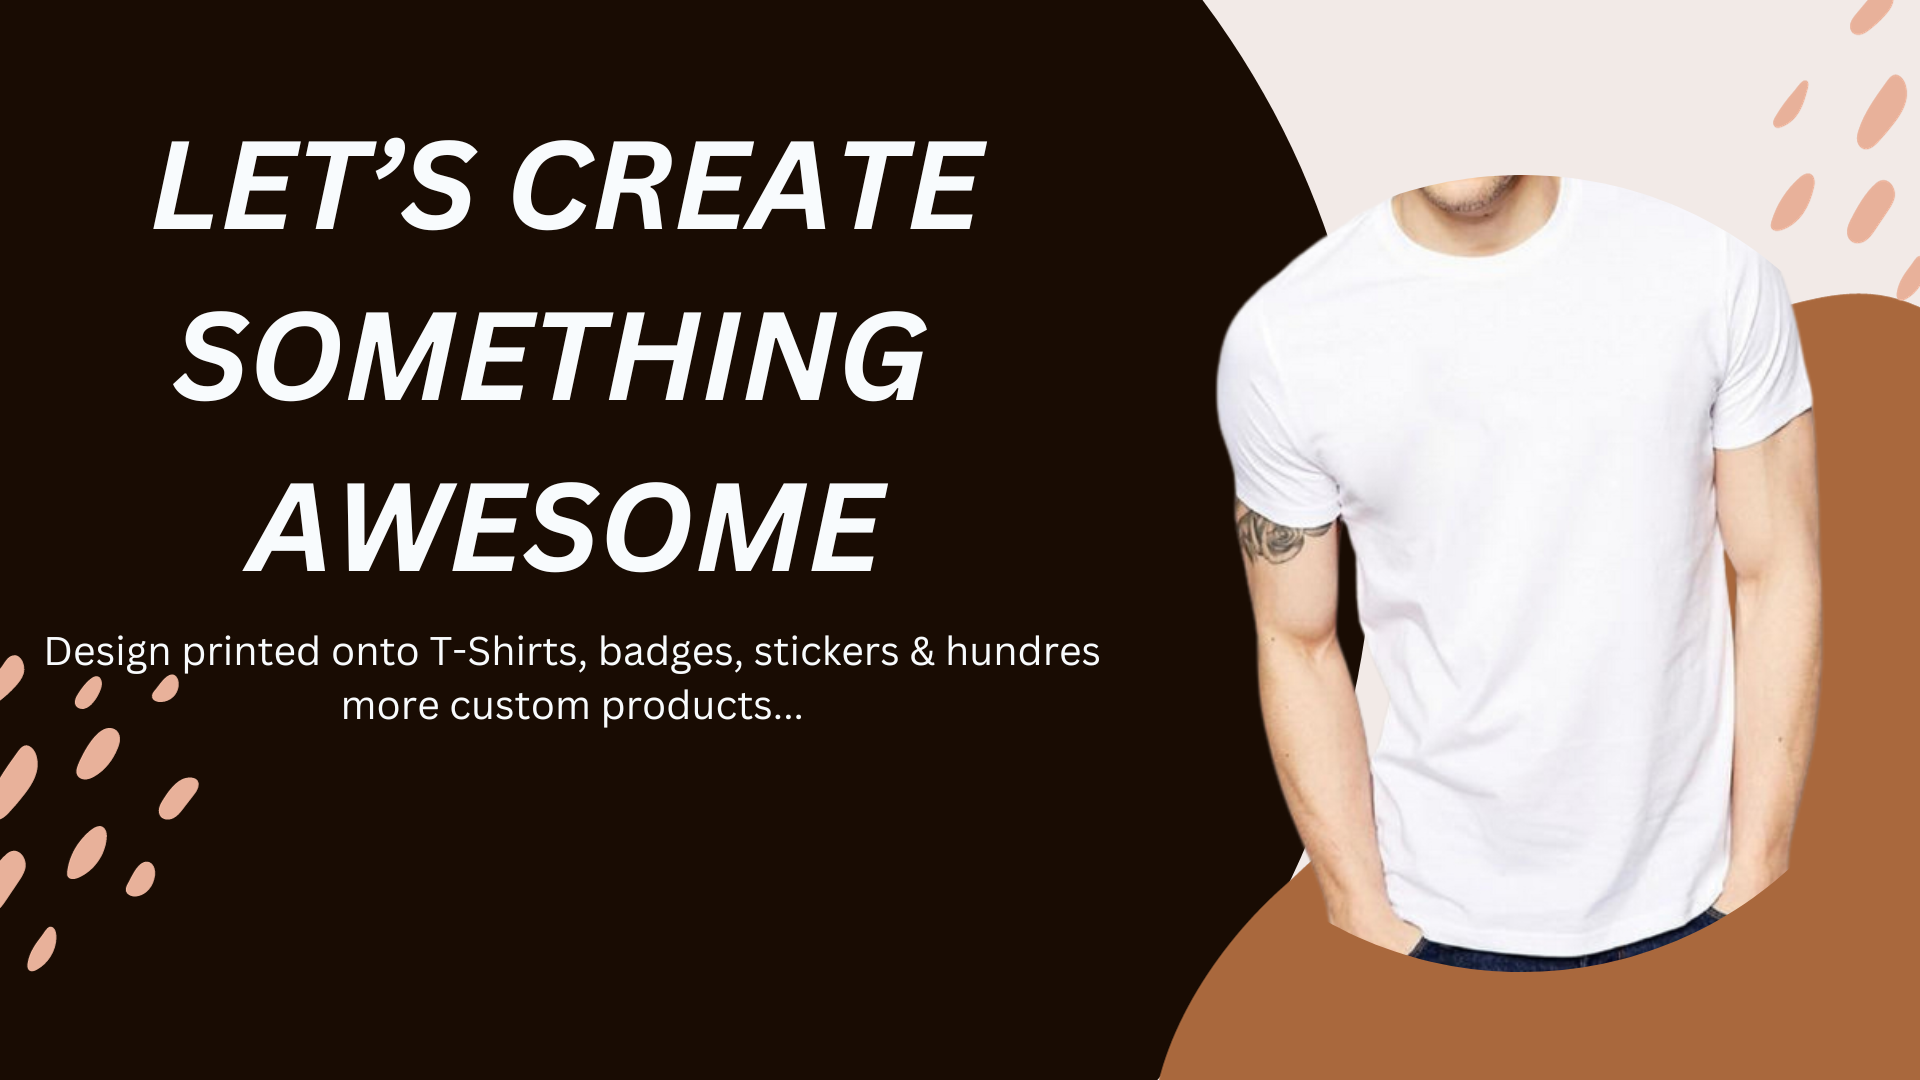 LET’S CREATE
SOMETHING
AWESOME
Design printed onto T-Shirts, badges, stickers & hundres
more custom products...